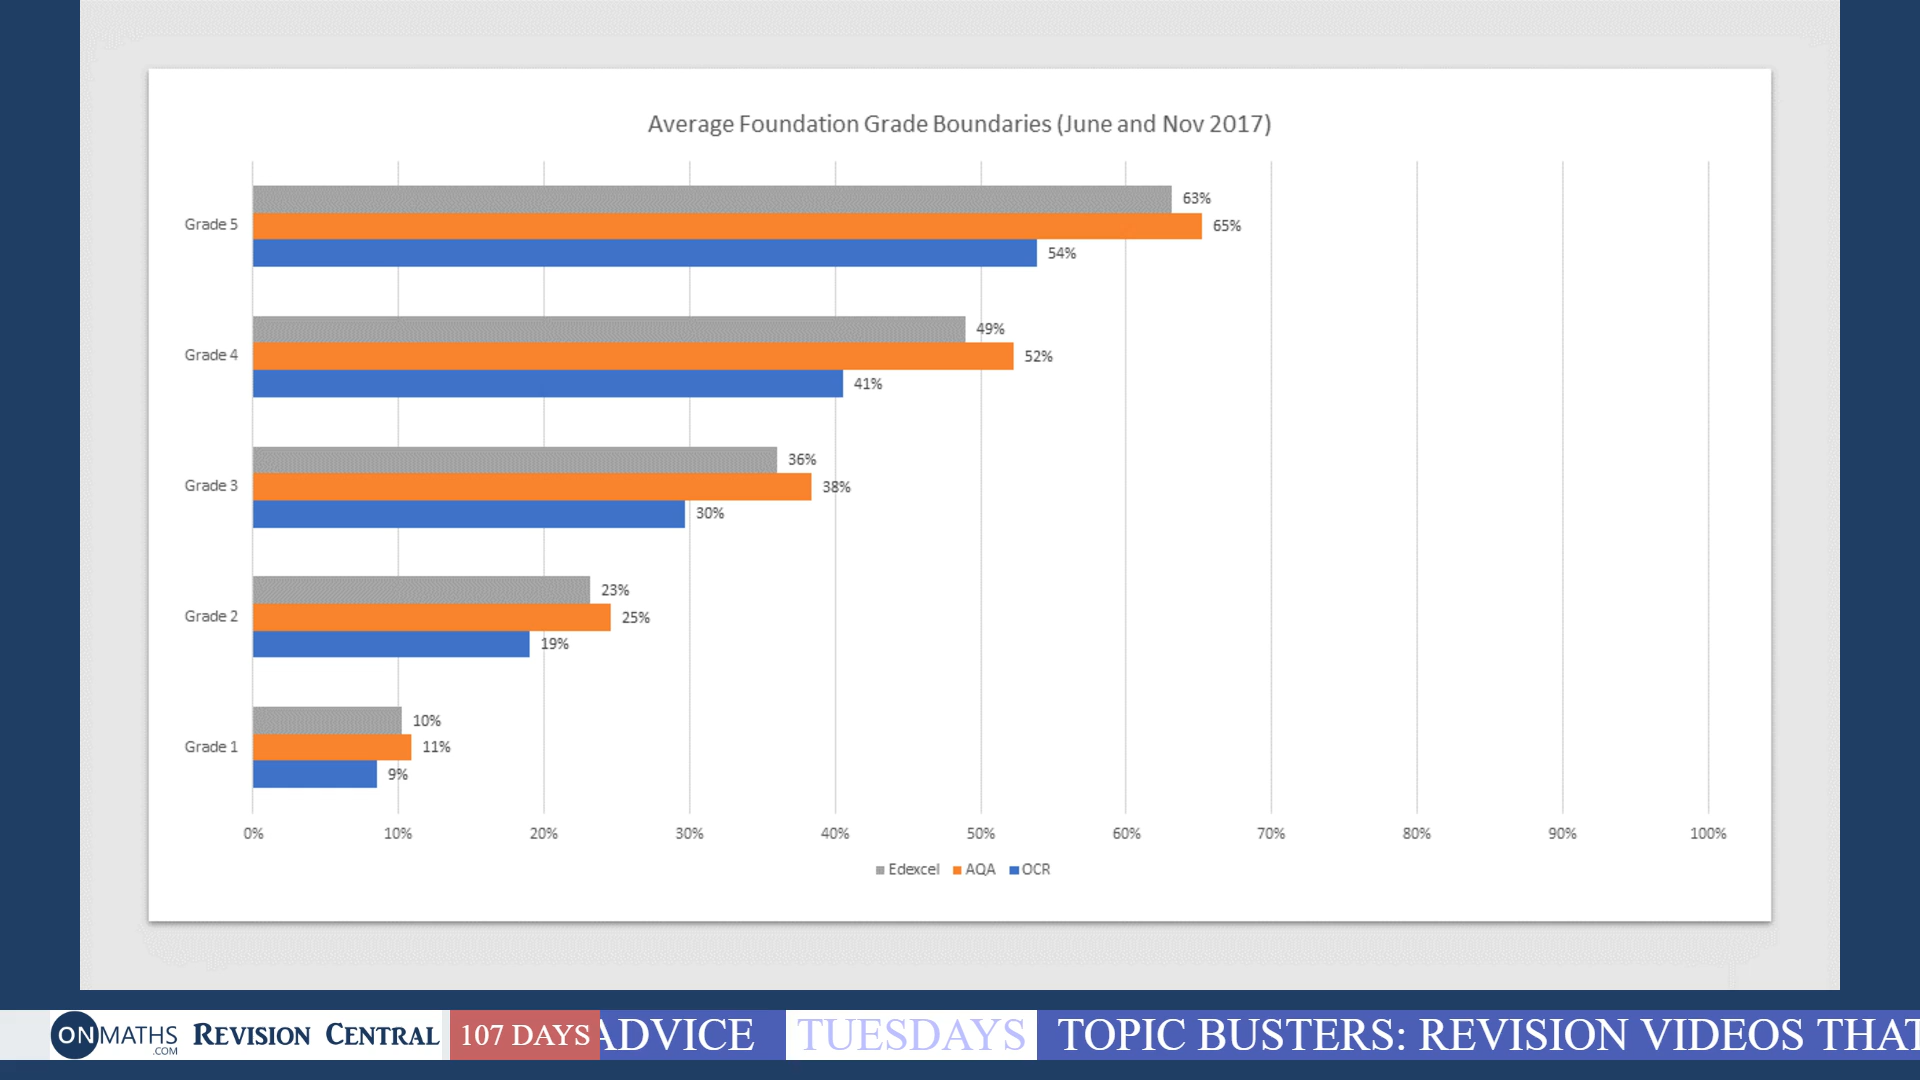 Average Foundation Grade Boundaries (June and Nov 2017)
63%
Grade 5
65%
54%
49%
Grade 4
52%
41%
36%
Grade 3
38%
30%
23%
Grade 2
25%
19%
10%
Grade 1
11%
9%
0% 10% 20% 30% 40% 50% 60% 70% 80% 90% 100%
Edexcel AQA OCR
ONMATHS .COM REVISION CENTRAL 107 DAYS ADVICE TUESDAYS TOPIC BUSTERS: REVISION VIDEOS THAT